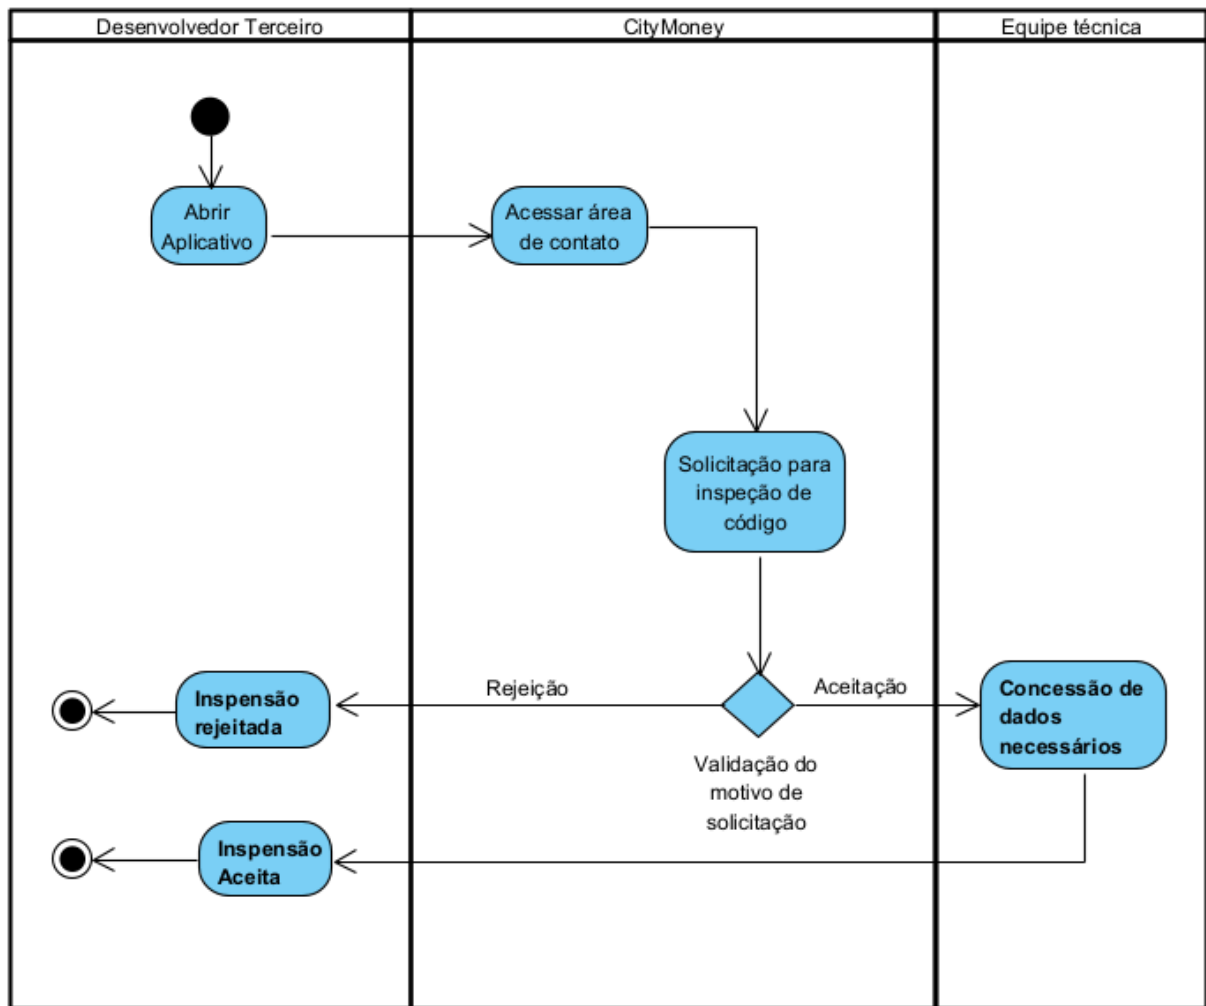 Desenvolvedor Terceiro
CityMoney
Equipe técnica
Abrir
Aplicativo
Acessar área
de contato
Solicitação para
inspeção de
código
Rejeição
Aceitação
Inspensão
rejeitada
Concessão de
dados
necessários
Validação do
motivo de
solicitação
Inspensão
Aceita